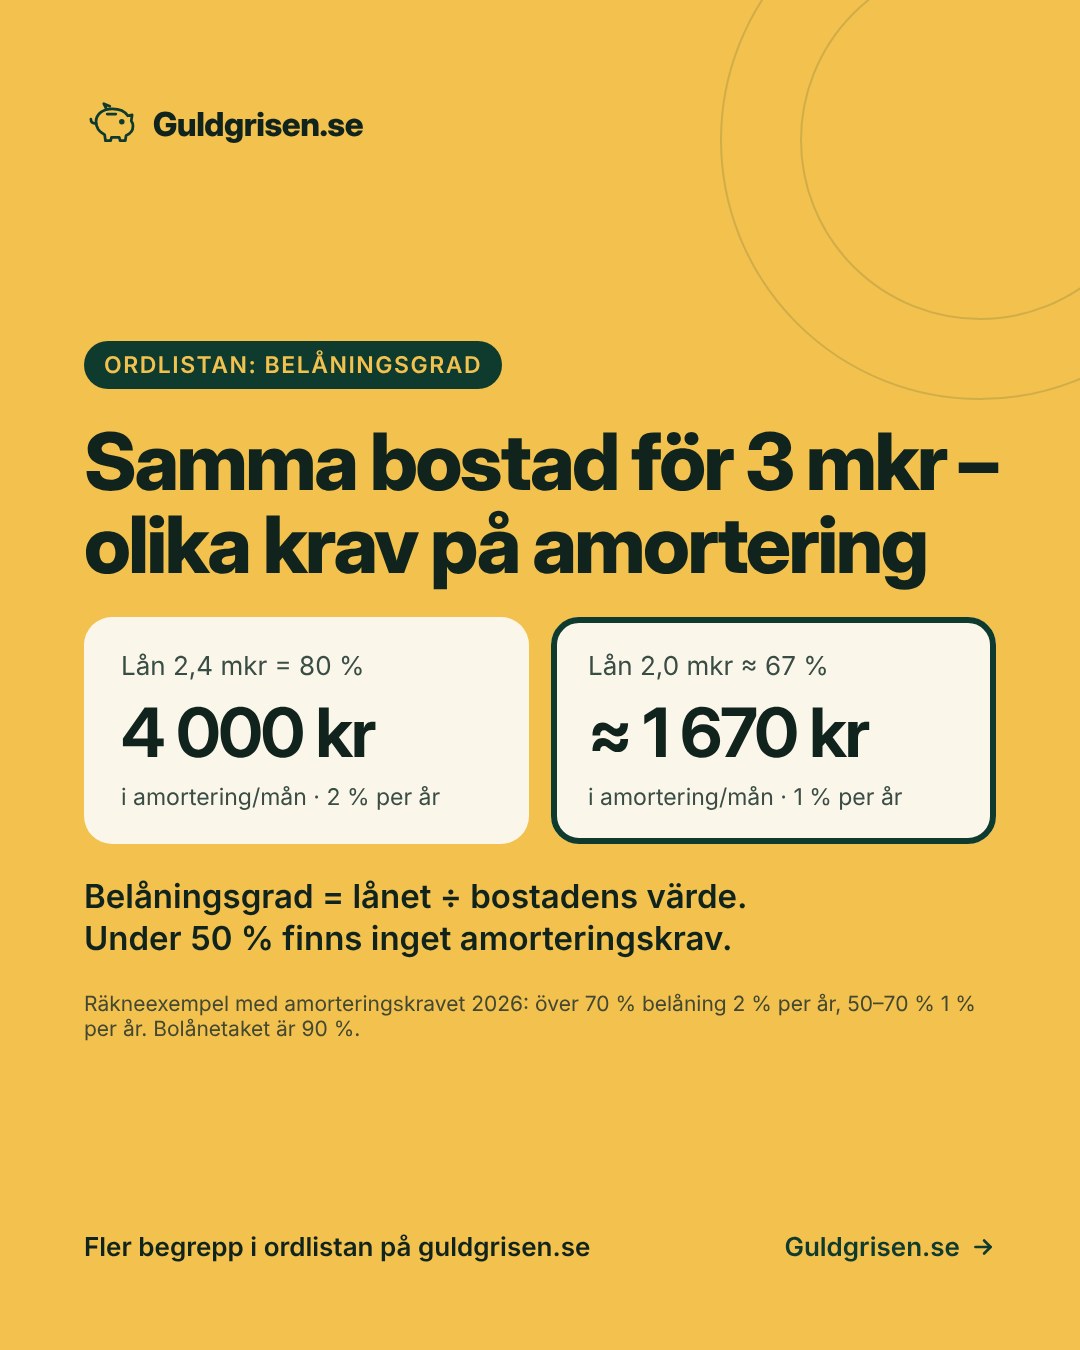 Guldgrisen.se
ORDLISTAN: BELÅNINGSGRAD
Samma bostad för 3 mkr –
olika krav på amortering
Lån 2,4 mkr = 80 %
4 000 kr
i amortering/mån · 2 % per år
Lån 2,0 mkr ≈ 67 %
≈ 1 670 kr
i amortering/mån · 1 % per år
Belåningsgrad = lånet ÷ bostadens värde.
Under 50 % finns inget amorteringskrav.
Räkneexempel med amorteringskravet 2026: över 70 % belåning 2 % per år, 50–70 % 1 %
per år. Bolånetaket är 90 %.
Fler begrepp i ordlistan på guldgrisen.se
Guldgrisen.se →